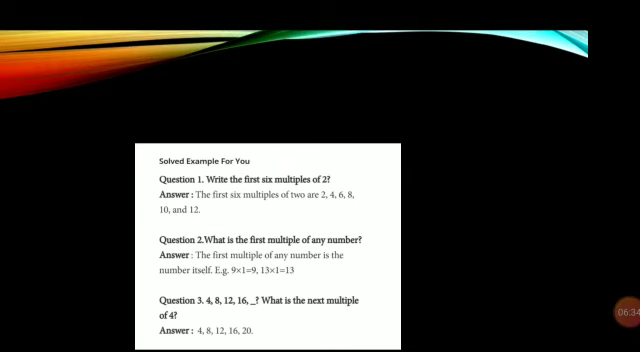 Solved Example For You
Question 1. Write the first six multiples of 2?
Answer : The first six multiples of two are 2, 4, 6, 8,
10, and 12.
Question 2.What is the first multiple of any number?
Answer : The first multiple of any number is the
number itself. E.g. 9×1=9, 13×1=13
Question 3. 4, 8, 12, 16, _? What is the next multiple
of 4?
Answer : 4, 8, 12, 16, 20.
06:34